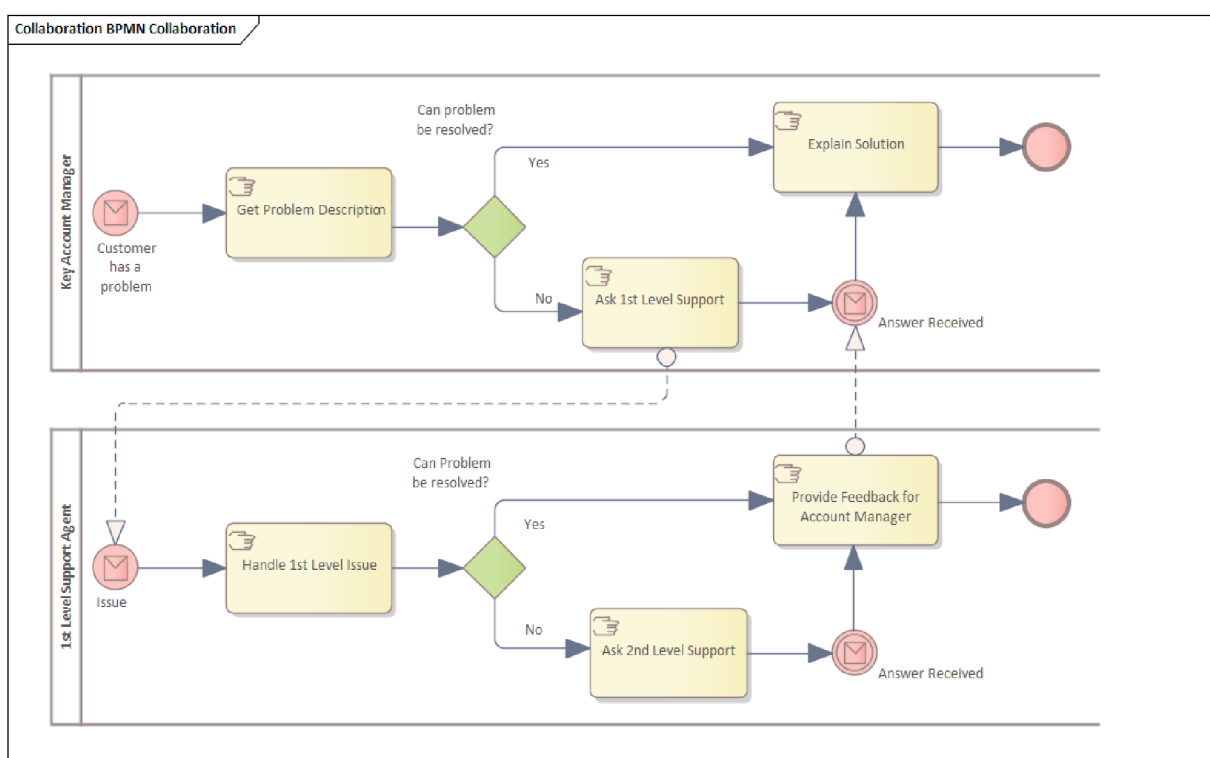 Collaboration BPMN Collaboration
Key Account Manager
Can problem
be resolved?
Yes
Explain Solution
Get Problem Description
Customer
has a
problem
No
Ask 1st Level Support
Answer Received
1st Level Support Agent
Can Problem
be resolved?
Yes
Provide Feedback for
Account Manager
Handle 1st Level Issue
Issue
No
Ask 2nd Level Support
Answer Received